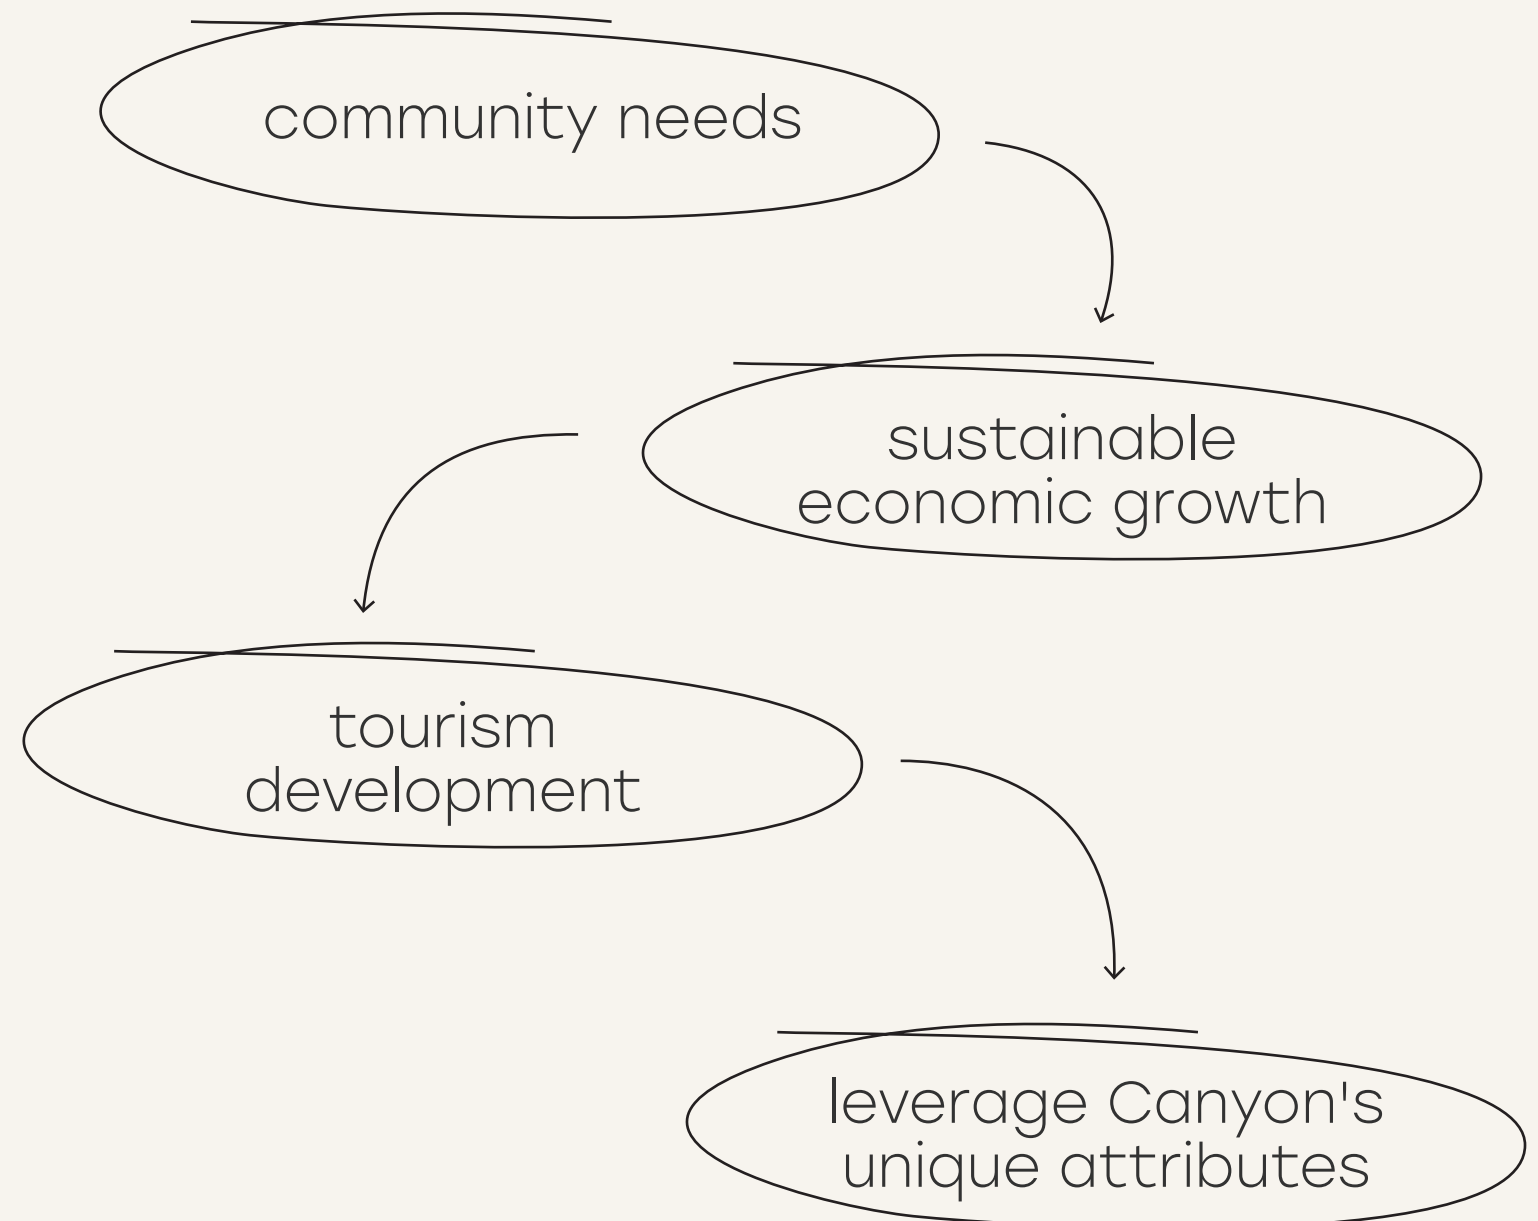 community needs
sustainable
economic growth
tourism
development
leverage Canyon's
unique attributes